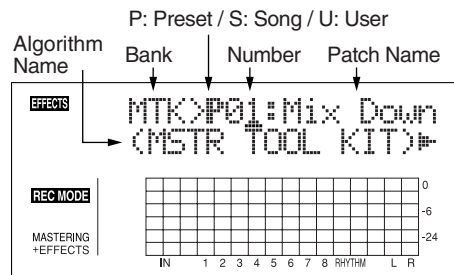 P: Preset / S: Song / U: User
Algorithm Name
Bank
Number
Patch Name
EFFECTS
MTK>P01:Mix Down
(MSTR TOOL KIT)
REC MODE
MASTERING
+EFFECTS
0
-6
-24
IN 1 2 3 4 5 6 7 8 RHYTHM L R